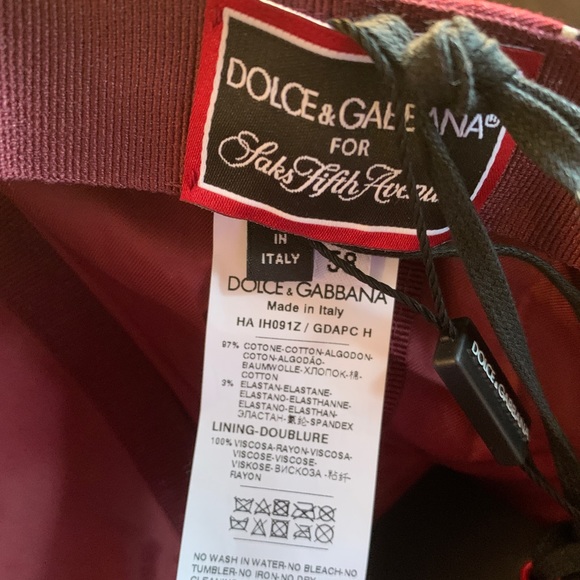 DOLCE & GABBANA®
FOR
Saks Fifth Avenue
IN
ITALY
58
DOLCE & GABBANA
Made in Italy
HA IH091Z / GDAPC H
97% COTONE-COTTON-ALGODON-
COTON-ALGODÃO-
BAUMWOLLE-ХЛОПОК-棉-
COTTON
3% ELASTAN-ELASTANE-
ELASTANO-ELASTHANNE-
ELASTANO-ELASTHAN-
ЭЛАСТАН-氨纶-SPANDEX
LINING-DOUBLURE
100% VISCOSA-RAYON-VISCOSA-
VISCOSE-VISCOSE-
VISKOSE-ВИСКОЗА-粘纤-
RAYON
NO WASH IN WATER-NO BLEACH-NO
TUMBLER-NO IRON-NO DRY
DOLCE & GABBANA